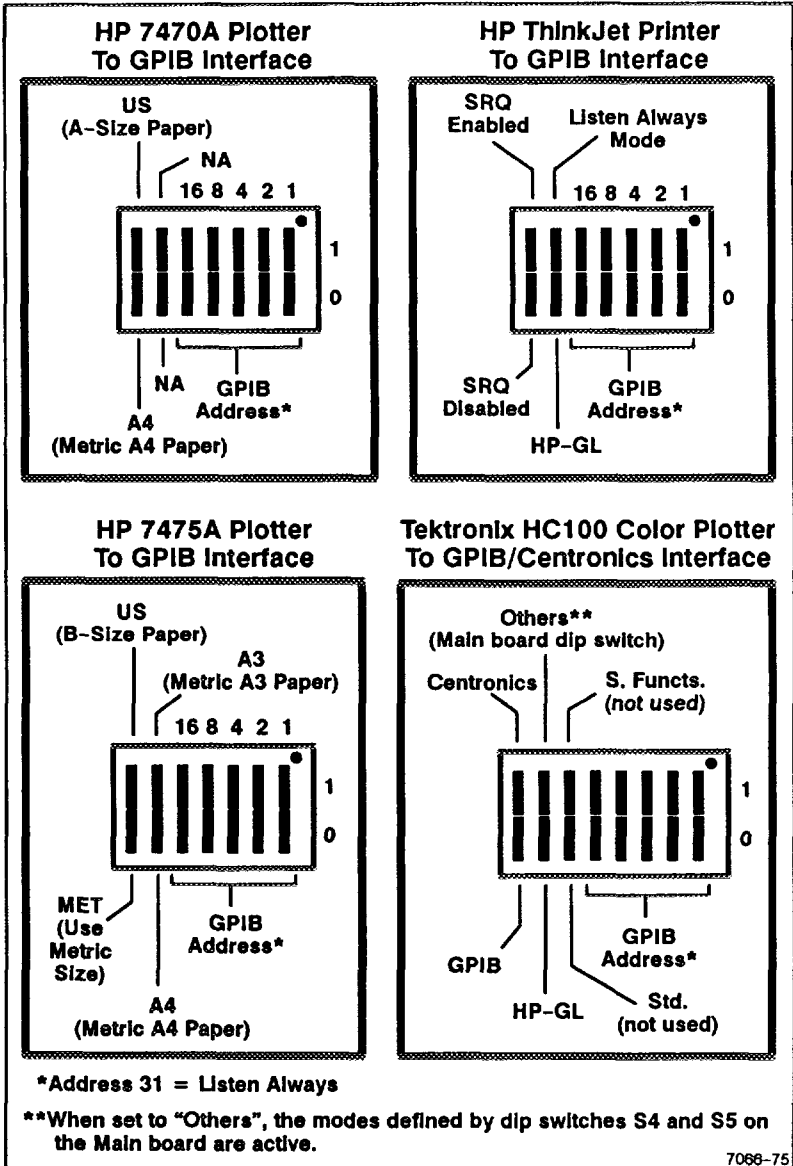 HP 7470A Plotter
To GPIB Interface
US
(A-Size Paper)
NA
16 8 4 2 1
1
0
NA
GPIB
Address*
A4
(Metric A4 Paper)
HP ThinkJet Printer
To GPIB Interface
SRQ
Enabled
Listen Always
Mode
16 8 4 2 1
1
0
SRQ
Disabled
GPIB
Address*
HP-GL
HP 7475A Plotter
To GPIB Interface
US
(B-Size Paper)
A3
(Metric A3 Paper)
16 8 4 2 1
1
0
MET
(Use
Metric
Size)
GPIB
Address*
A4
(Metric A4 Paper)
Tektronix HC100 Color Plotter
To GPIB/Centronics Interface
Others**
(Main board dip switch)
Centronics
S. Functs.
(not used)
1
0
GPIB
HP-GL
GPIB
Address*
Std.
(not used)
*Address 31 = Listen Always
**When set to "Others", the modes defined by dip switches S4 and S5 on
the Main board are active.
7066-75